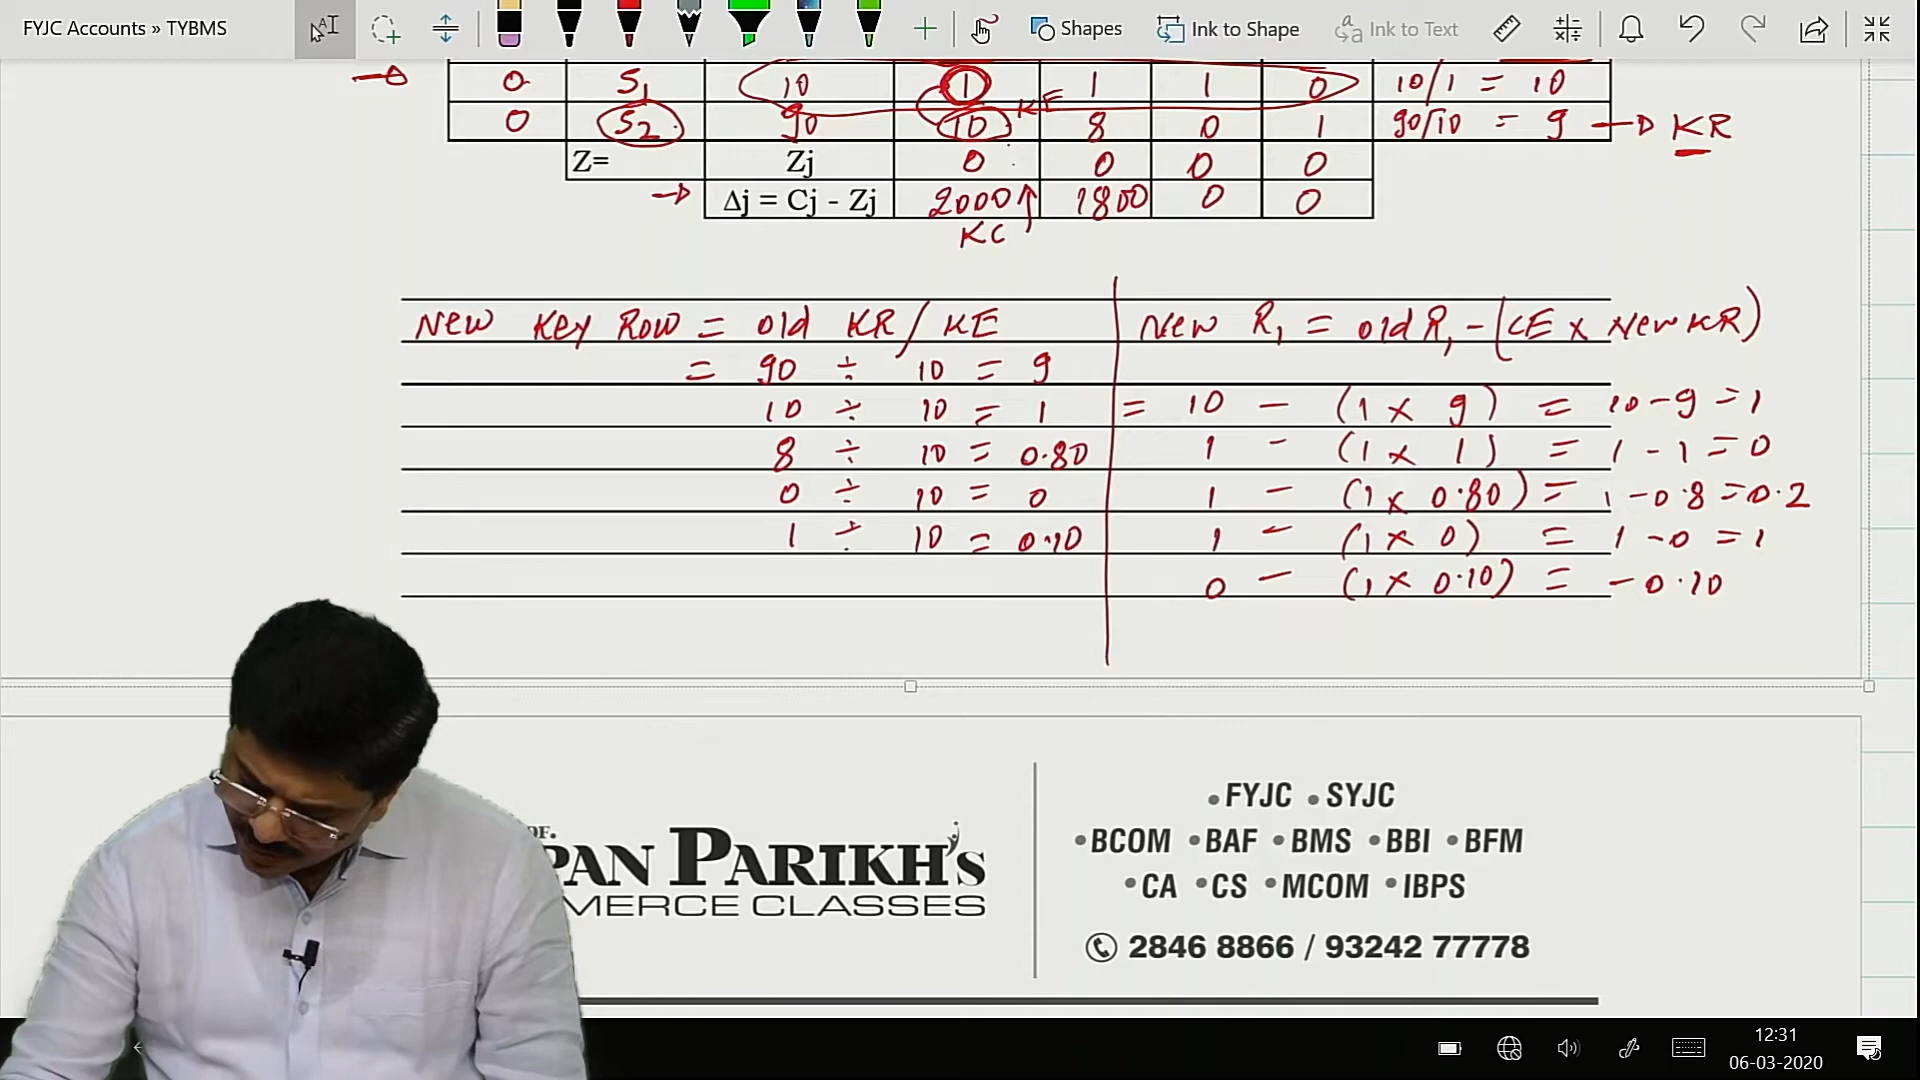 FYJC Accounts » TYBMS
Shapes Ink to Shape Ink to Text
0 S1 10 1 1 1 0 10/1 = 10
KE
0 S2 90 10 8 0 1 90/10 = 9 → KR
Z= Zj 0 0 0 0
→ Δj = Cj - Zj 2000 ↑ 1800 0 0
KC
New Key Row = old KR / KE
= 90 ÷ 10 = 9
10 ÷ 10 = 1
8 ÷ 10 = 0.80
0 ÷ 10 = 0
1 ÷ 10 = 0.10
New R1 = old R1 - (CE x New KR)
= 10 - (1 x 9) = 10 - 9 = 1
1 - (1 x 1) = 1 - 1 = 0
1 - (1 x 0.80) = 1 - 0.8 = 0.2
1 - (1 x 0) = 1 - 0 = 1
0 - (1 x 0.10) = - 0.10
OF.
PAN PARIKH's
MERCE CLASSES
• FYJC • SYJC
• BCOM • BAF • BMS • BBI • BFM
• CA • CS • MCOM • IBPS
2846 8866 / 93242 77778
12:31
06-03-2020